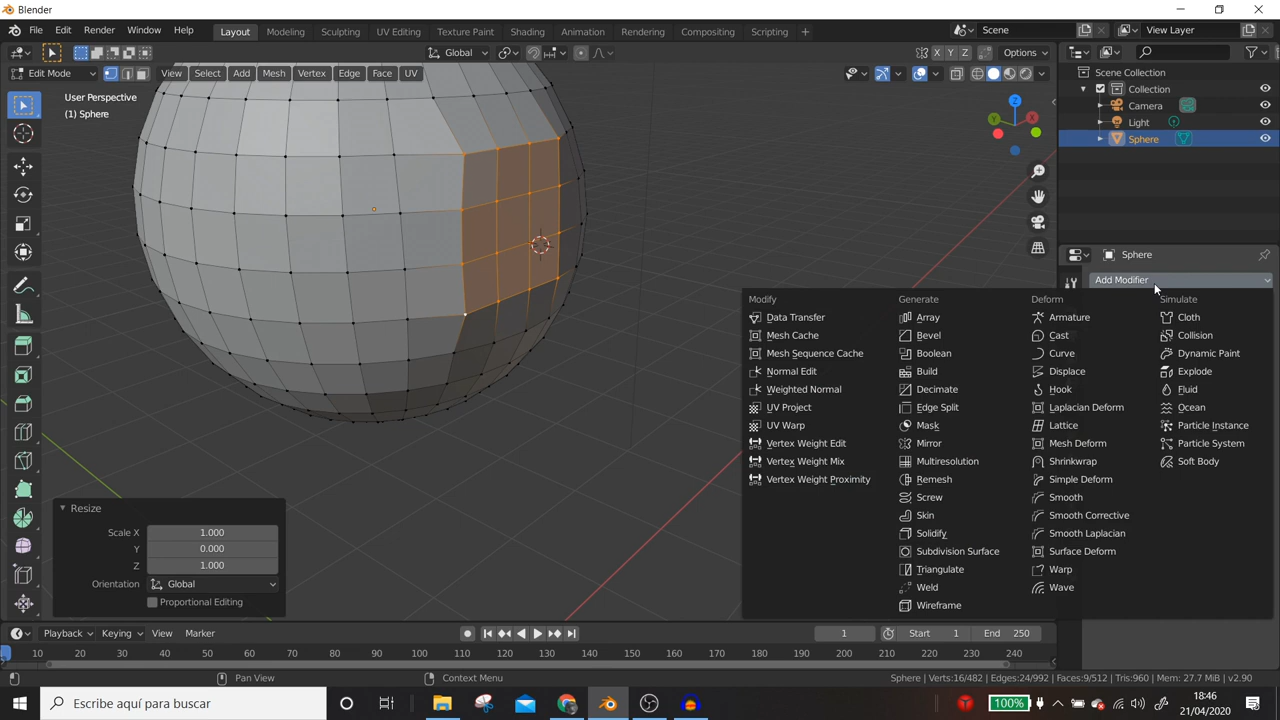 Blender
File Edit Render Window Help Layout Modeling Sculpting UV Editing Texture Paint Shading Animation Rendering Compositing Scripting + Scene View Layer
Global X Y Z Options
Edit Mode View Select Add Mesh Vertex Edge Face UV
User Perspective
(1) Sphere
Scene Collection
Collection
Camera
Light
Sphere
Sphere
Add Modifier
Modify Generate Deform Simulate
Data Transfer Array Armature Cloth
Mesh Cache Bevel Cast Collision
Mesh Sequence Cache Boolean Curve Dynamic Paint
Normal Edit Build Displace Explode
Weighted Normal Decimate Hook Fluid
UV Project Edge Split Laplacian Deform Ocean
UV Warp Mask Lattice Particle Instance
Vertex Weight Edit Mirror Mesh Deform Particle System
Vertex Weight Mix Multiresolution Shrinkwrap Soft Body
Vertex Weight Proximity Remesh Simple Deform
Screw Smooth
Skin Smooth Corrective
Solidify Smooth Laplacian
Subdivision Surface Surface Deform
Triangulate Warp
Weld Wave
Wireframe
Resize
Scale X 1.000
Y 0.000
Z 1.000
Orientation Global
Proportional Editing
Playback Keying View Marker 1 Start 1 End 250
10 20 30 40 50 60 70 80 90 100 110 120 130 140 150 160 170 180 190 200 210 220 230 240
Pan View Context Menu Sphere | Verts:16/482 | Edges:24/992 | Faces:9/512 | Tris:960 | Mem: 27.7 MiB | v2.90
Escribe aquí para buscar 100% 18:46
21/04/2020